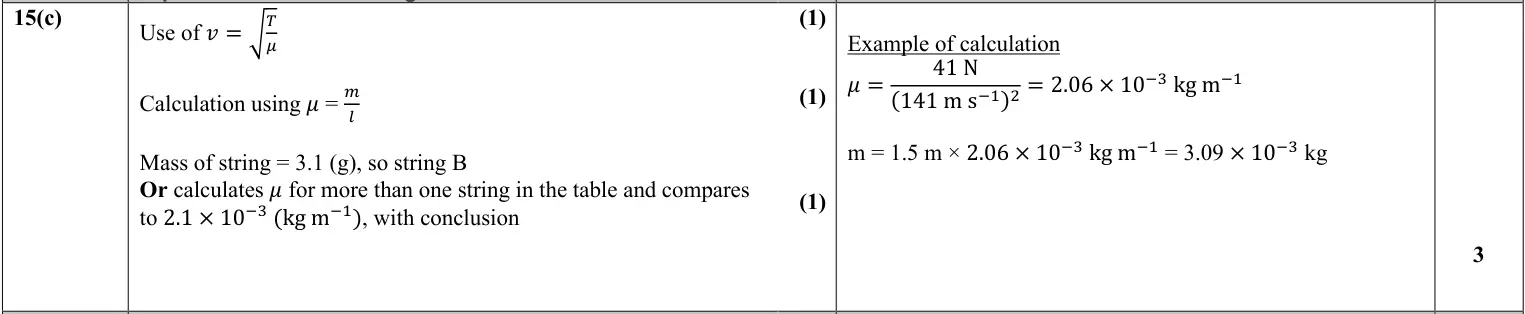 15(c)
Use of 𝑣 = √(𝑇/𝜇) (1)
Calculation using 𝜇 = 𝑚/𝑙 (1)
Mass of string = 3.1 (g), so string B
Or calculates 𝜇 for more than one string in the table and compares
to 2.1 × 10⁻³ (kg m⁻¹), with conclusion (1)
Example of calculation
𝜇 = 41 N / (141 m s⁻¹)² = 2.06 × 10⁻³ kg m⁻¹
m = 1.5 m × 2.06 × 10⁻³ kg m⁻¹ = 3.09 × 10⁻³ kg
3